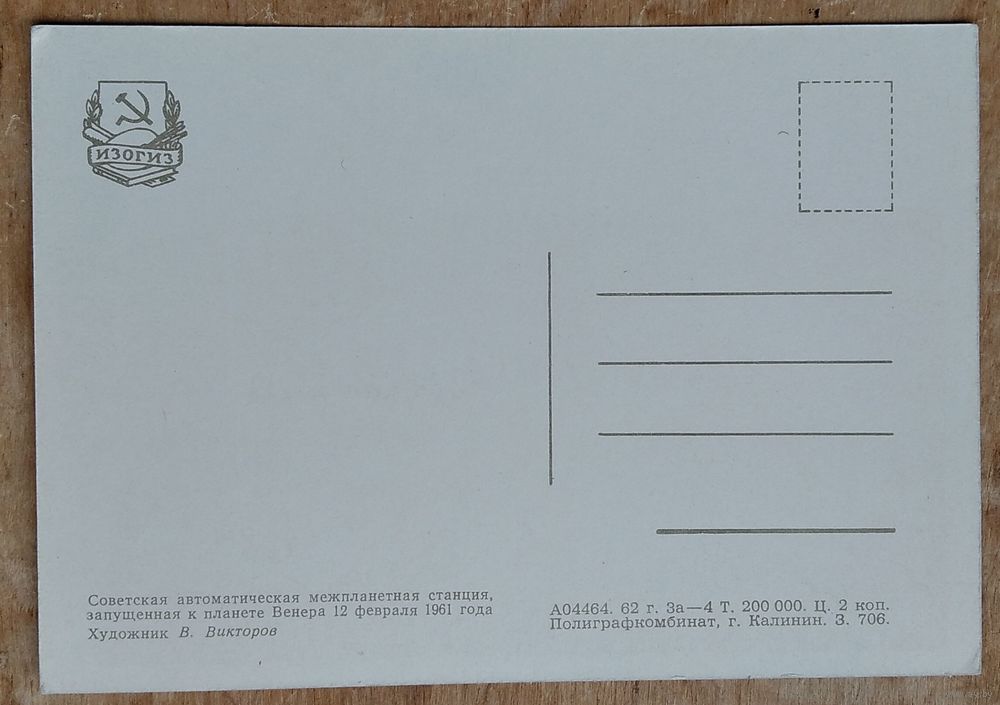 ИЗОГИЗ
Советская автоматическая межпланетная станция,
запущенная к планете Венера 12 февраля 1961 года
Художник В. Викторов
А04464. 62 г. За—4 Т. 200 000. Ц. 2 коп.
Полиграфкомбинат, г. Калинин. З. 706.